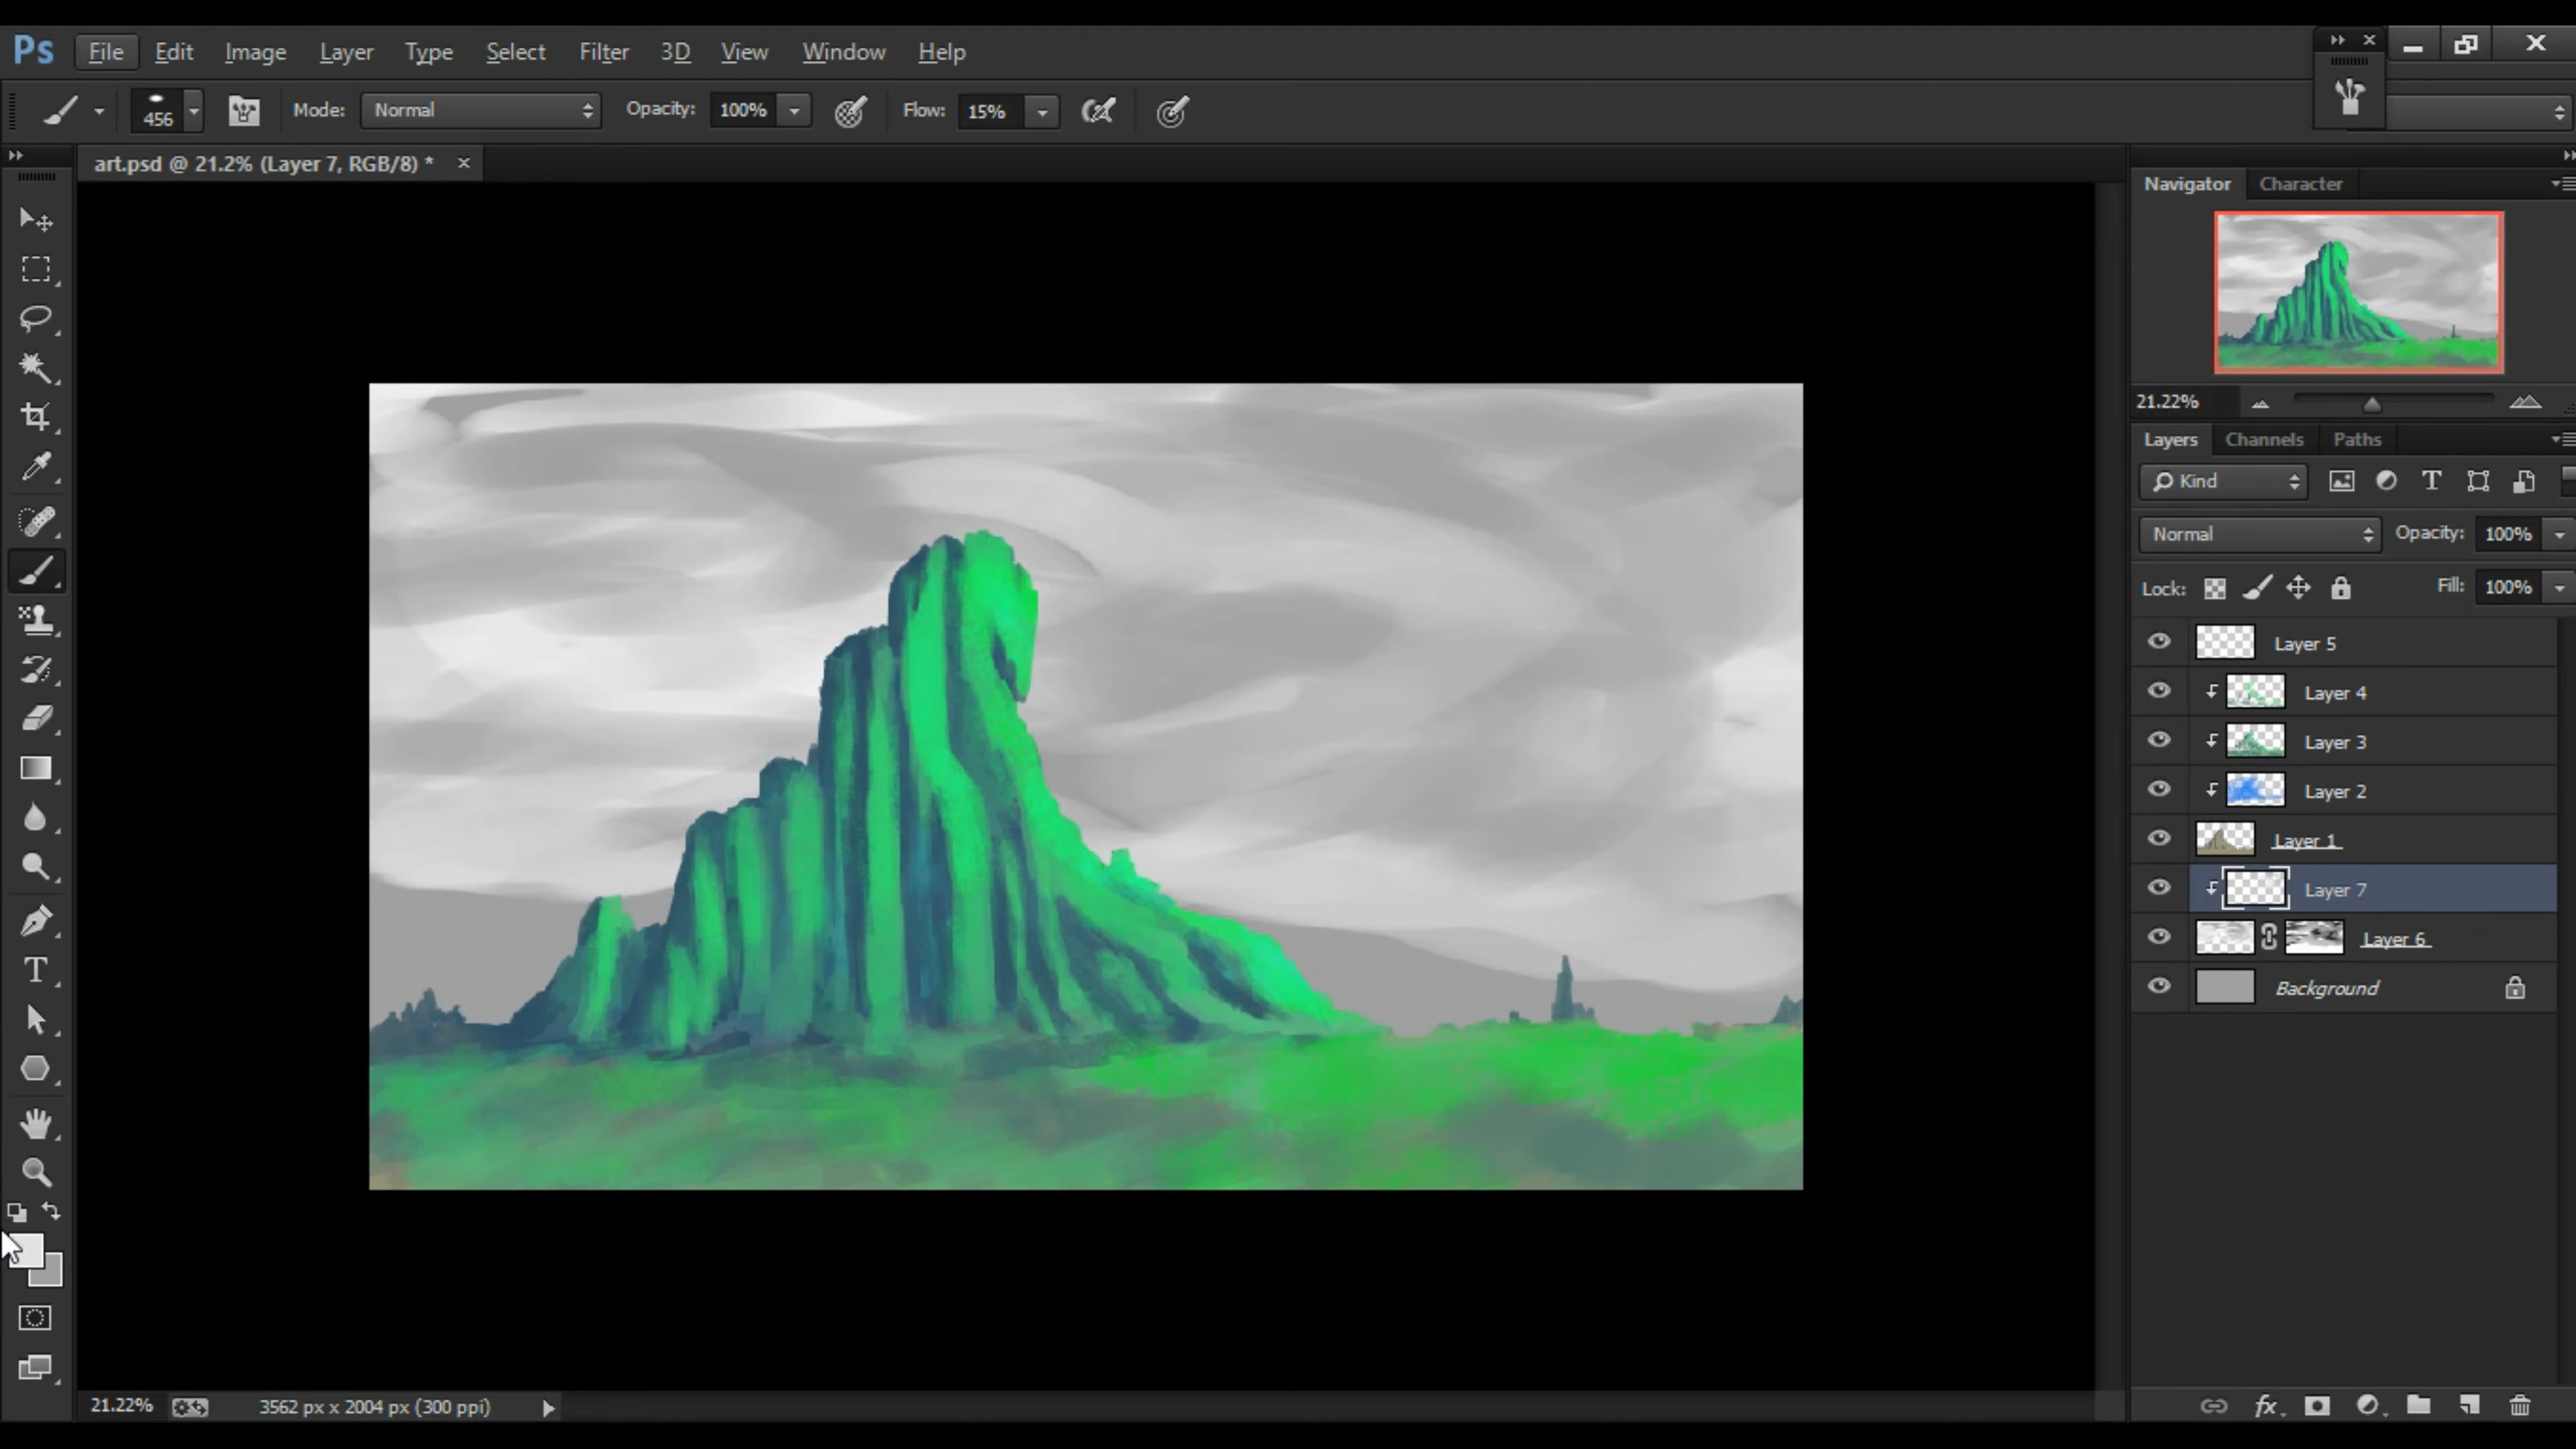 Ps File Edit Image Layer Type Select Filter 3D View Window Help
456 Mode: Normal Opacity: 100% Flow: 15%
art.psd @ 21.2% (Layer 7, RGB/8) *
Navigator Character
21.22%
Layers Channels Paths
Kind
Normal Opacity: 100%
Lock: Fill: 100%
Layer 5
Layer 4
Layer 3
Layer 2
Layer 1
Layer 7
Layer 6
Background
fx
21.22% 3562 px x 2004 px (300 ppi)